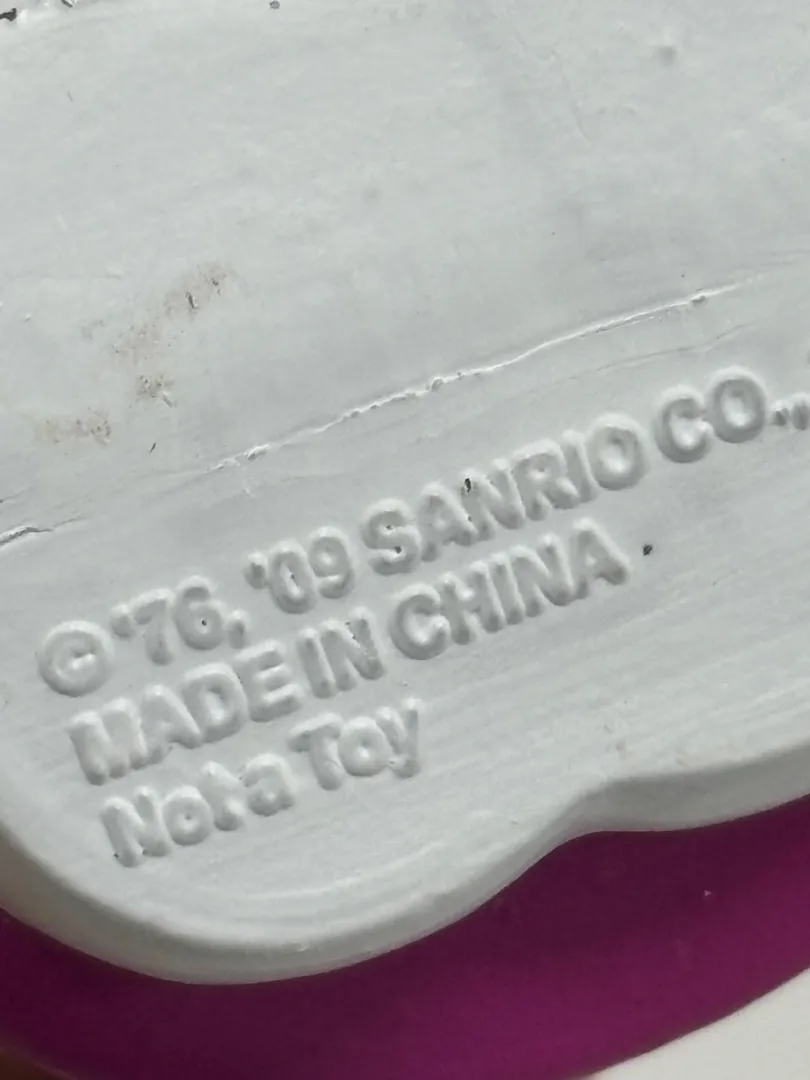 © '76, '09 SANRIO CO.,
MADE IN CHINA
Not a Toy